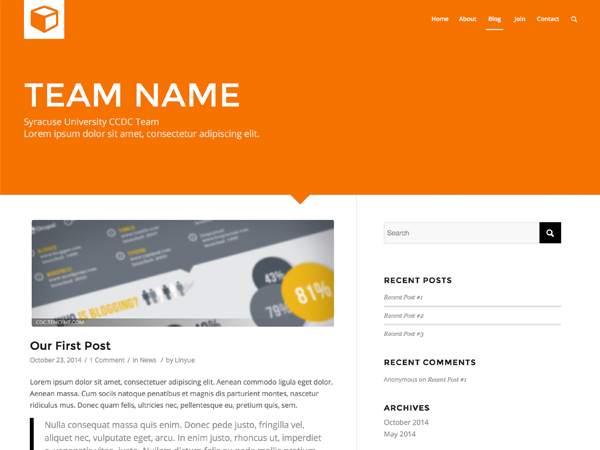 Home
About
Blog
Join
Contact
TEAM NAME
Syracuse University CCDC Team
Lorem ipsum dolor sit amet, consectetur adipiscing elit.
43%
81%
79%
IS BLOGGING?
CDC.TENCENT.COM
Our First Post
October 23, 2014 / 1 Comment / in News / by Linyue
Lorem ipsum dolor sit amet, consectetuer adipiscing elit. Aenean commodo ligula eget dolor.
Aenean massa. Cum sociis natoque penatibus et magnis dis parturient montes, nascetur
ridiculus mus. Donec quam felis, ultricies nec, pellentesque eu, pretium quis, sem.
Nulla consequat massa quis enim. Donec pede justo, fringilla vel,
aliquet nec, vulputate eget, arcu. In enim justo, rhoncus ut, imperdiet
Search
RECENT POSTS
Recent Post #1
Recent Post #2
Recent Post #3
RECENT COMMENTS
Anonymous on Recent Post #1
ARCHIVES
October 2014
May 2014